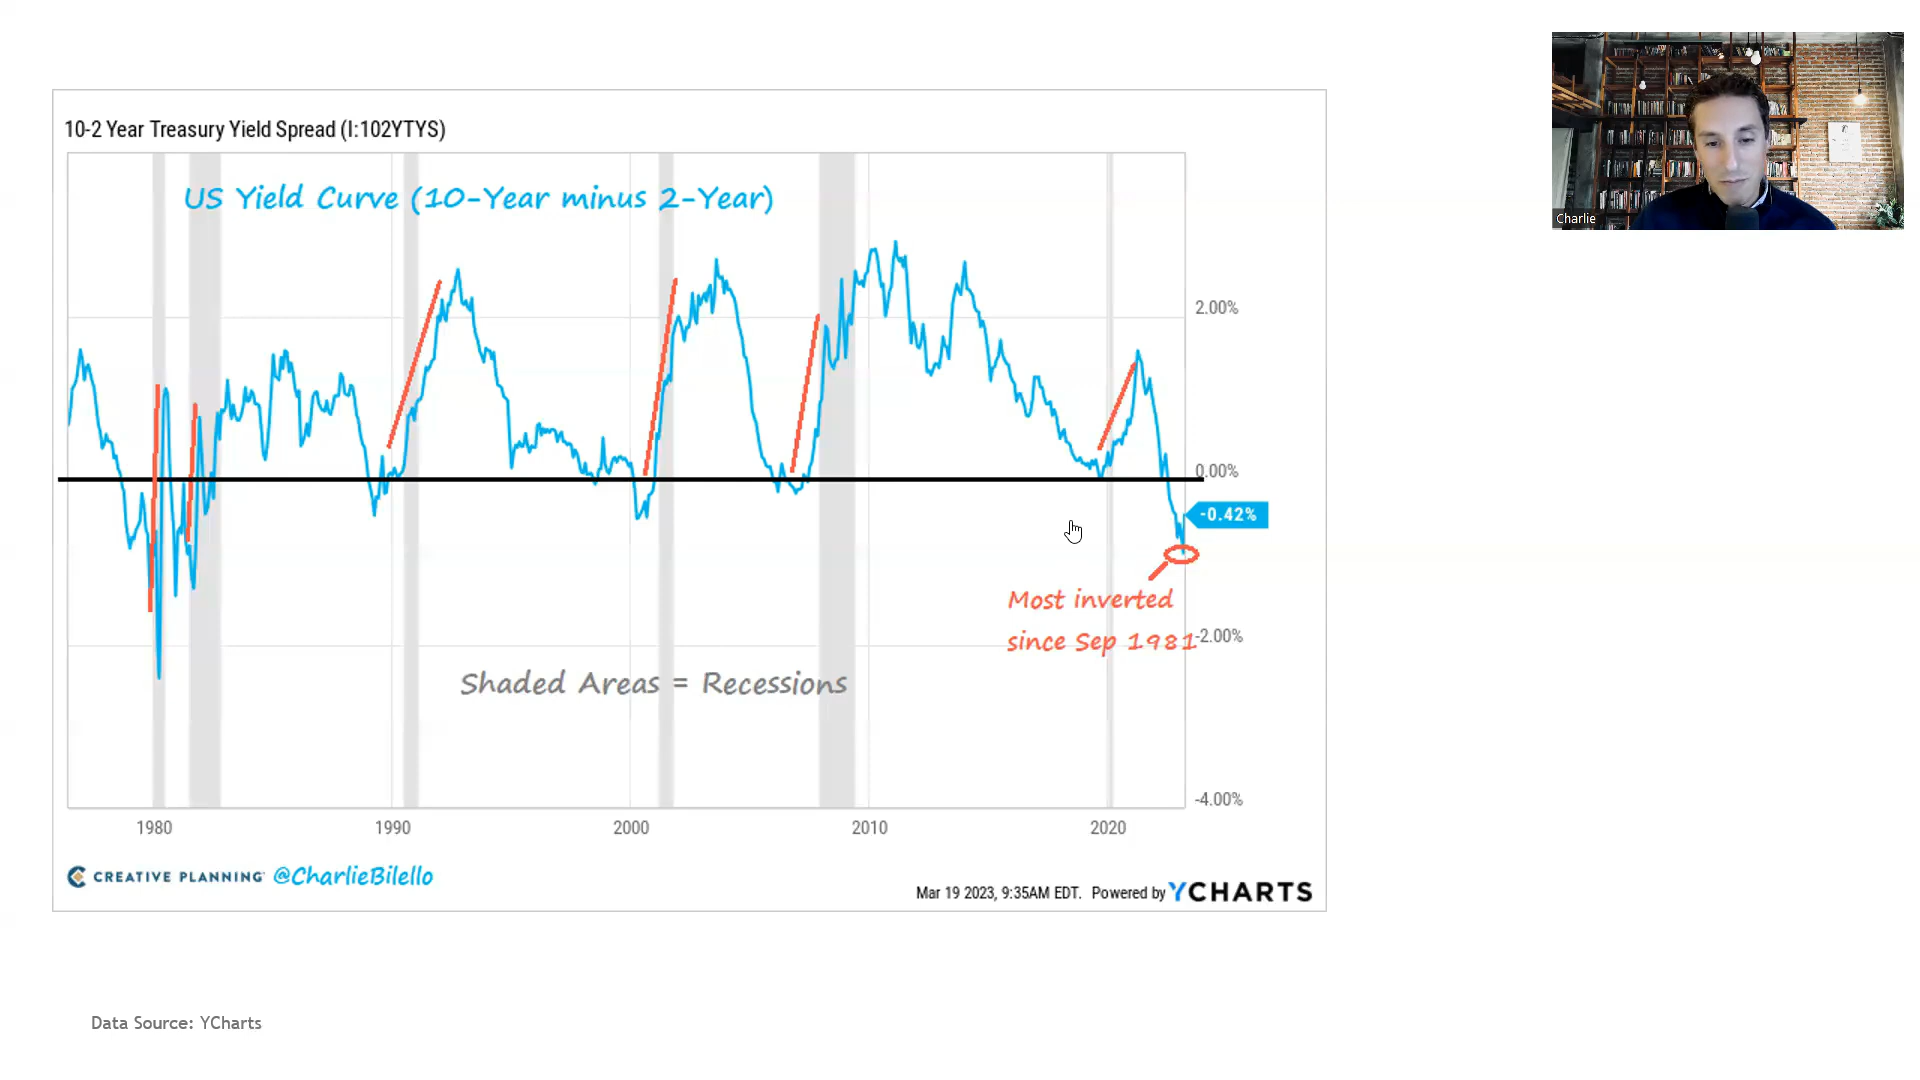 10-2 Year Treasury Yield Spread (I:102YTYS)
US Yield Curve (10-Year minus 2-Year)
2.00%
0.00%
-0.42%
Most inverted
since Sep 1981
-2.00%
Shaded Areas = Recessions
-4.00%
1980 1990 2000 2010 2020
CREATIVE PLANNING @CharlieBilello
Mar 19 2023, 9:35AM EDT. Powered by YCHARTS
Data Source: YCharts
Charlie